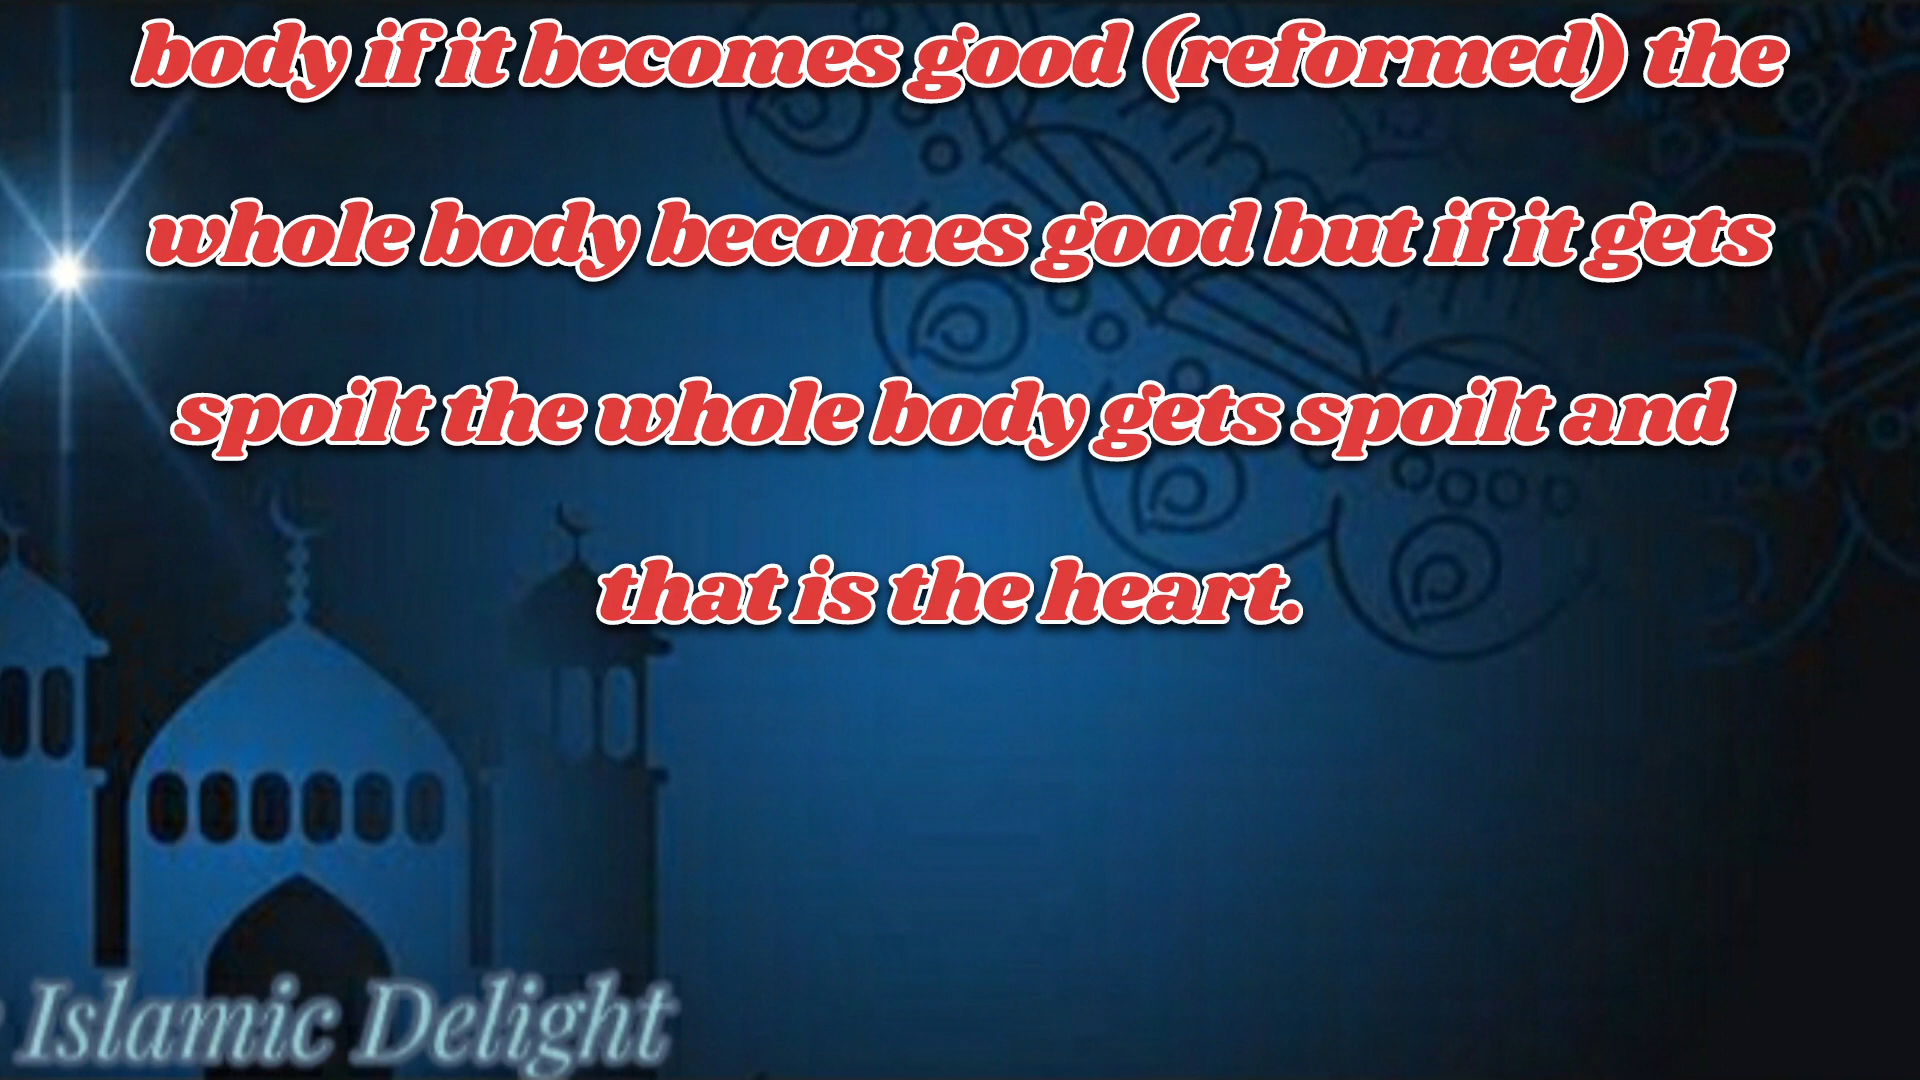 body if it becomes good (reformed) the
whole body becomes good but if it gets
spoilt the whole body gets spoilt and
that is the heart.
Islamic Delight